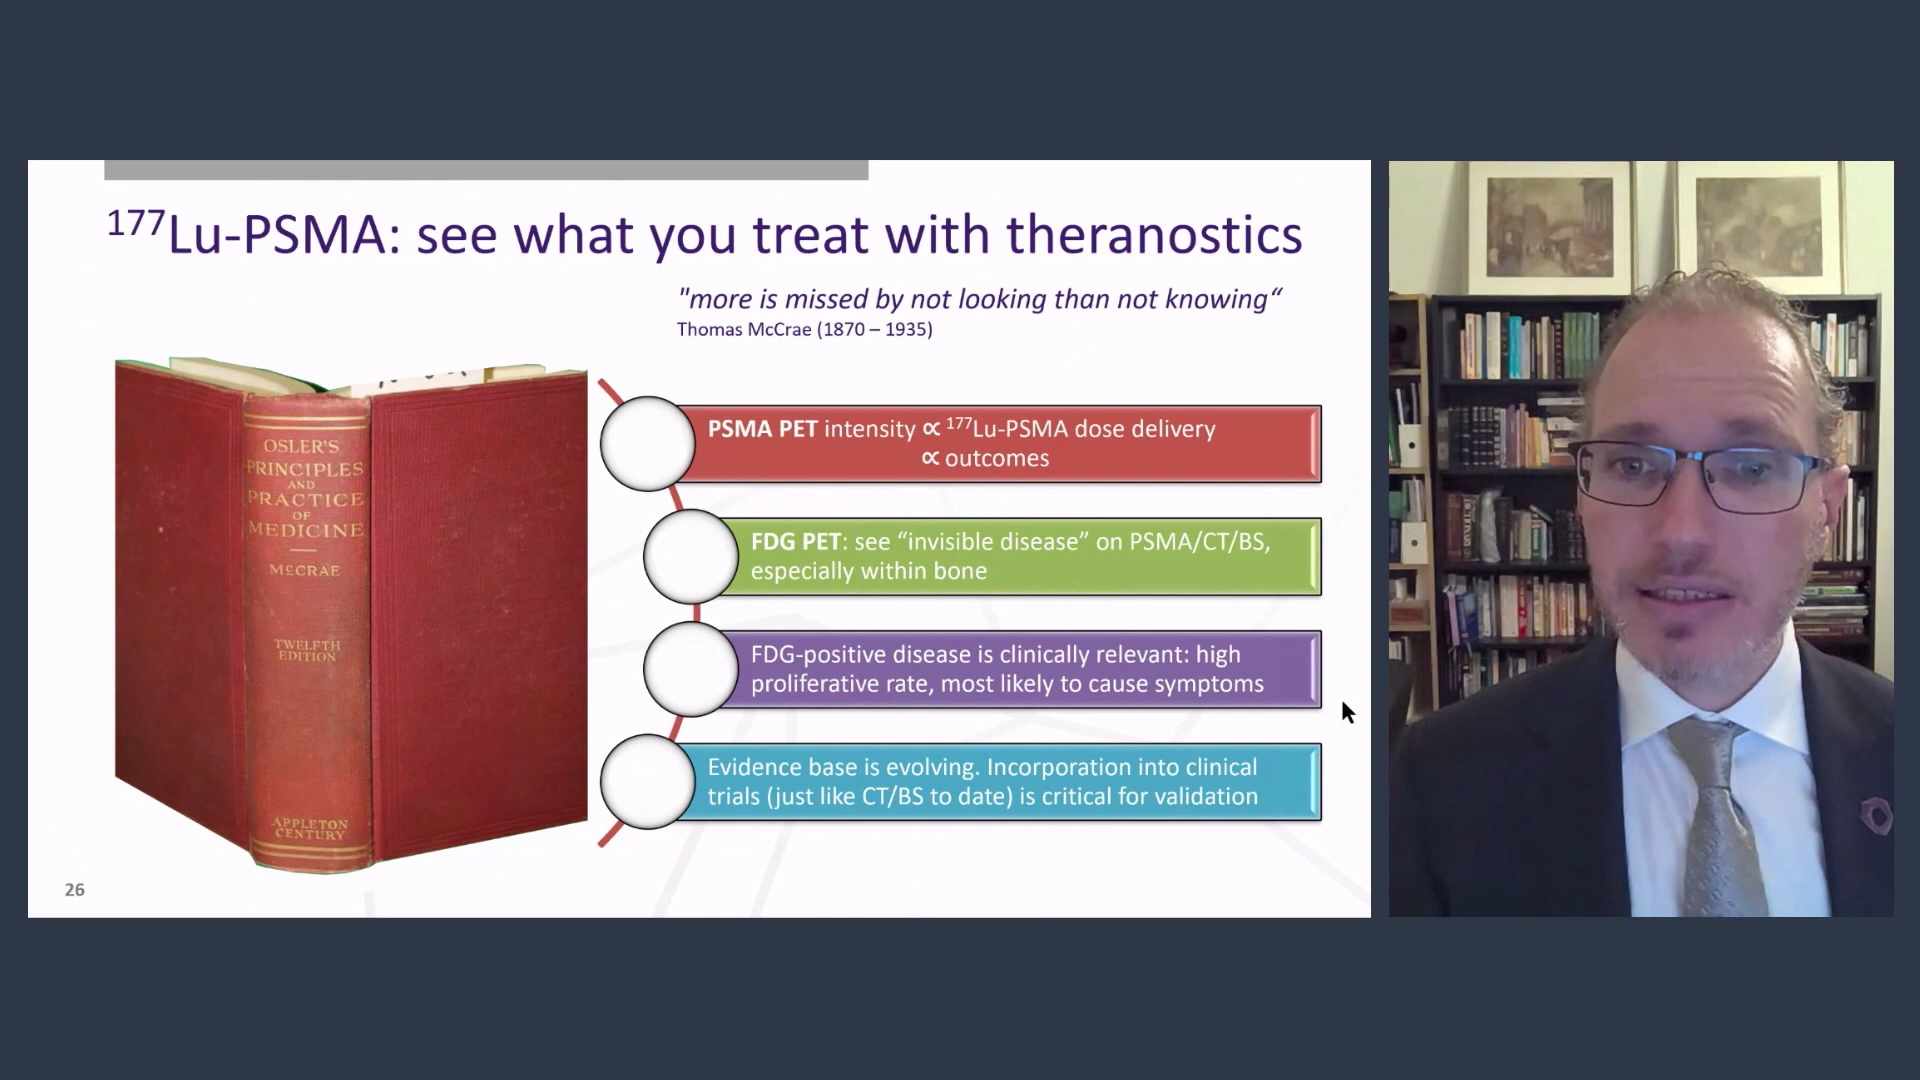 ¹⁷⁷Lu-PSMA: see what you treat with theranostics
"more is missed by not looking than not knowing“
Thomas McCrae (1870 – 1935)
OSLER'S
PRINCIPLES
AND
PRACTICE
OF
MEDICINE
McCRAE
TWELFTH
EDITION
APPLETON
CENTURY
PSMA PET intensity ∝ ¹⁷⁷Lu-PSMA dose delivery
∝ outcomes
FDG PET: see “invisible disease” on PSMA/CT/BS,
especially within bone
FDG-positive disease is clinically relevant: high
proliferative rate, most likely to cause symptoms
Evidence base is evolving. Incorporation into clinical
trials (just like CT/BS to date) is critical for validation
26